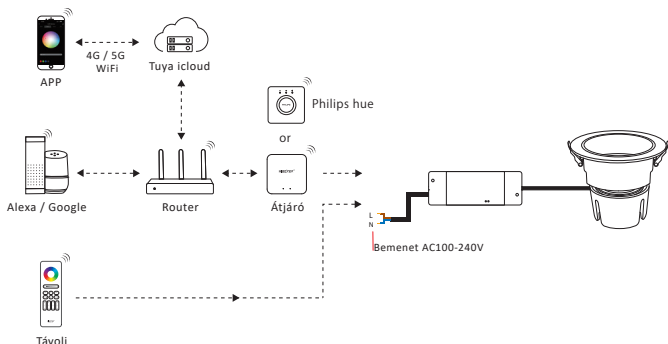 4G / 5G
WiFi
APP
Tuya icloud
Philips hue
or
Alexa / Google
Router
Átjáró
L
N
Bemenet AC100-240V
Távoli